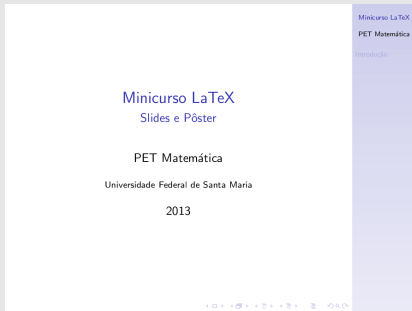 Minicurso LaTeX
Slides e Pôster
PET Matemática
Universidade Federal de Santa Maria
2013
Minicurso LaTeX
PET Matemática
Introdução